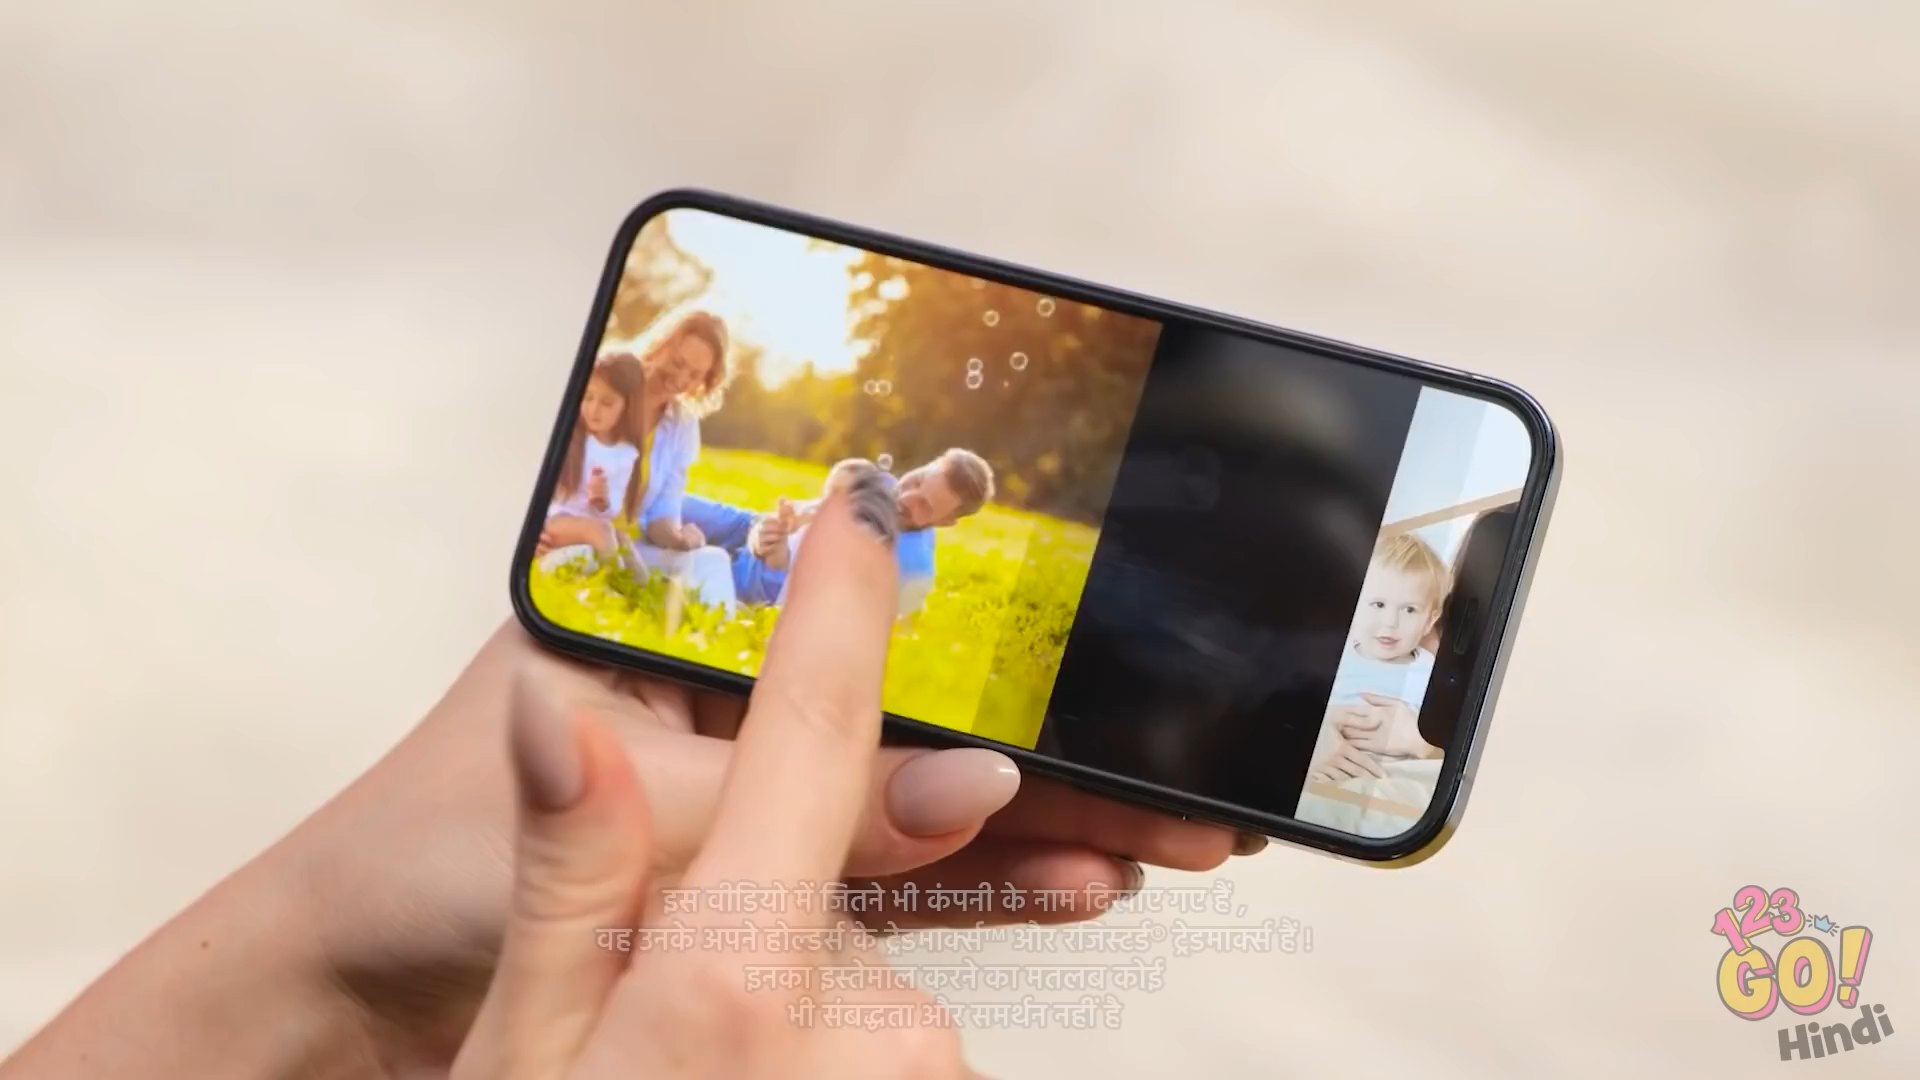 इस वीडियो में जितने भी कंपनी के नाम दिखाए गए हैं ,
वह उनके अपने होल्डर्स के ट्रेडमार्क्स™ और रजिस्टर्ड® ट्रेडमार्क्स हैं !
इनका इस्तेमाल करने का मतलब कोई
भी संबद्धता और समर्थन नहीं है
123
GO!
Hindi